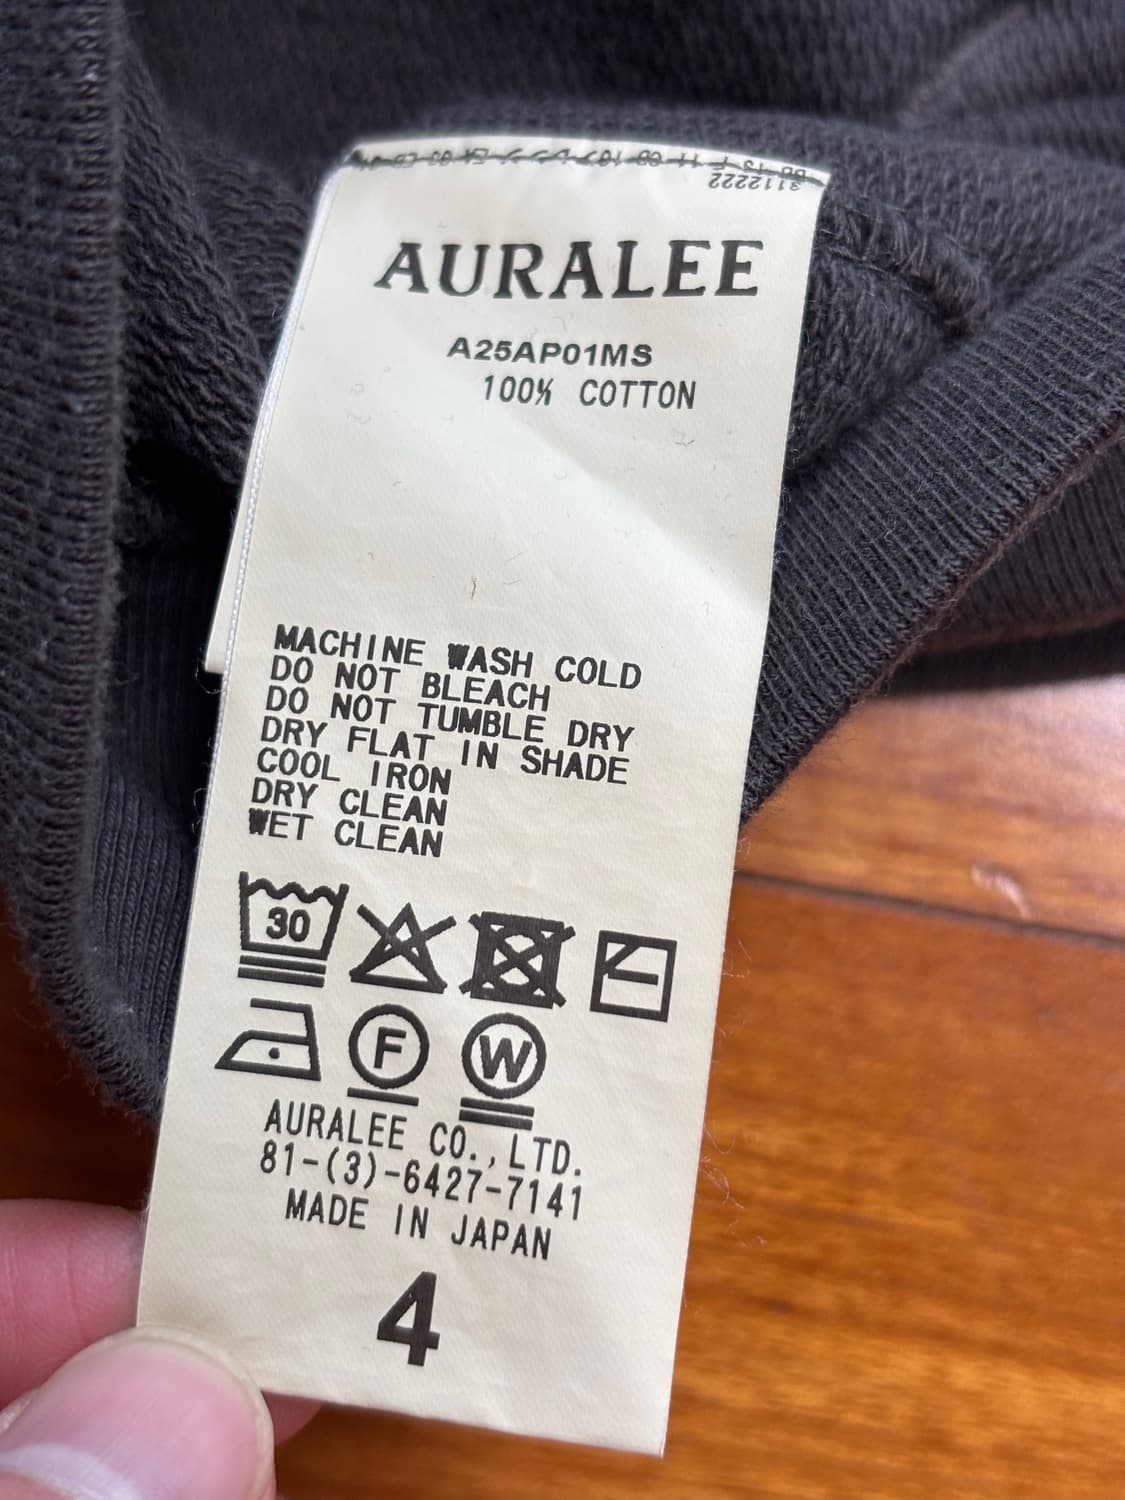 3112222
AURALEE
A25AP01MS
100% COTTON
MACHINE WASH COLD
DO NOT BLEACH
DO NOT TUMBLE DRY
DRY FLAT IN SHADE
COOL IRON
DRY CLEAN
WET CLEAN
30
F W
AURALEE CO.,LTD.
81-(3)-6427-7141
MADE IN JAPAN
4